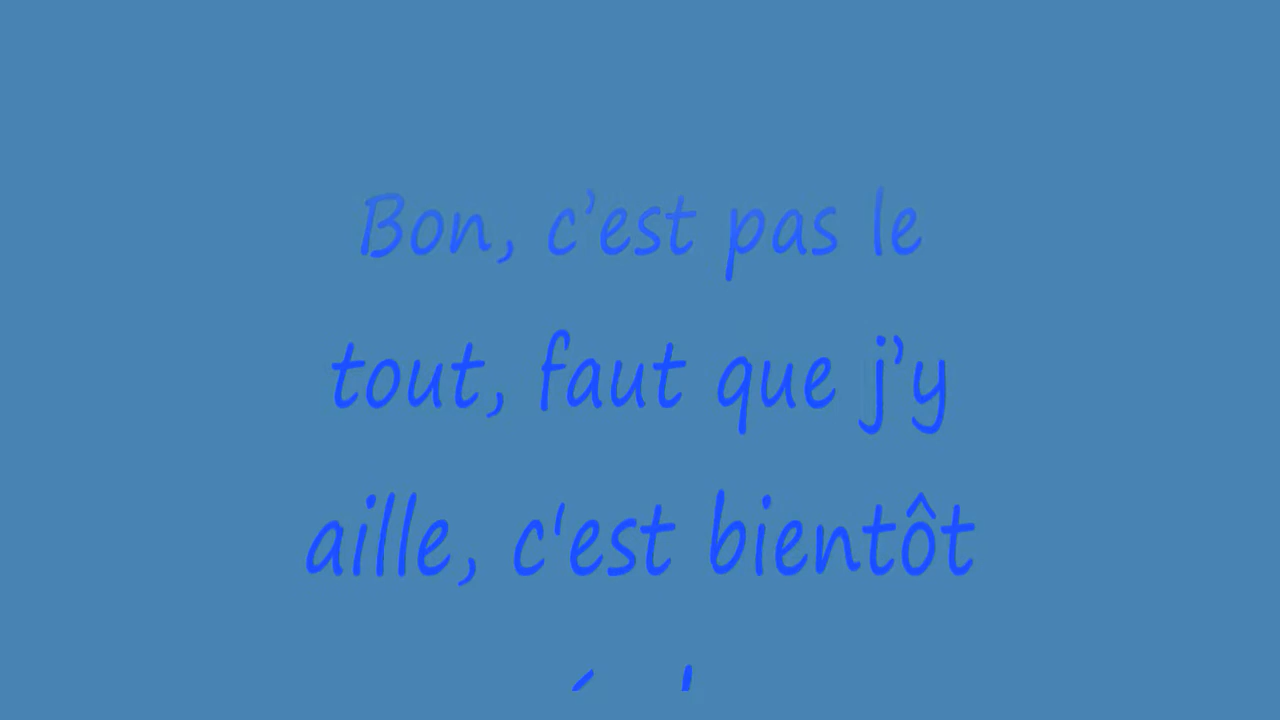 Bon, c’est pas le
tout, faut que j’y
aille, c'est bientôt